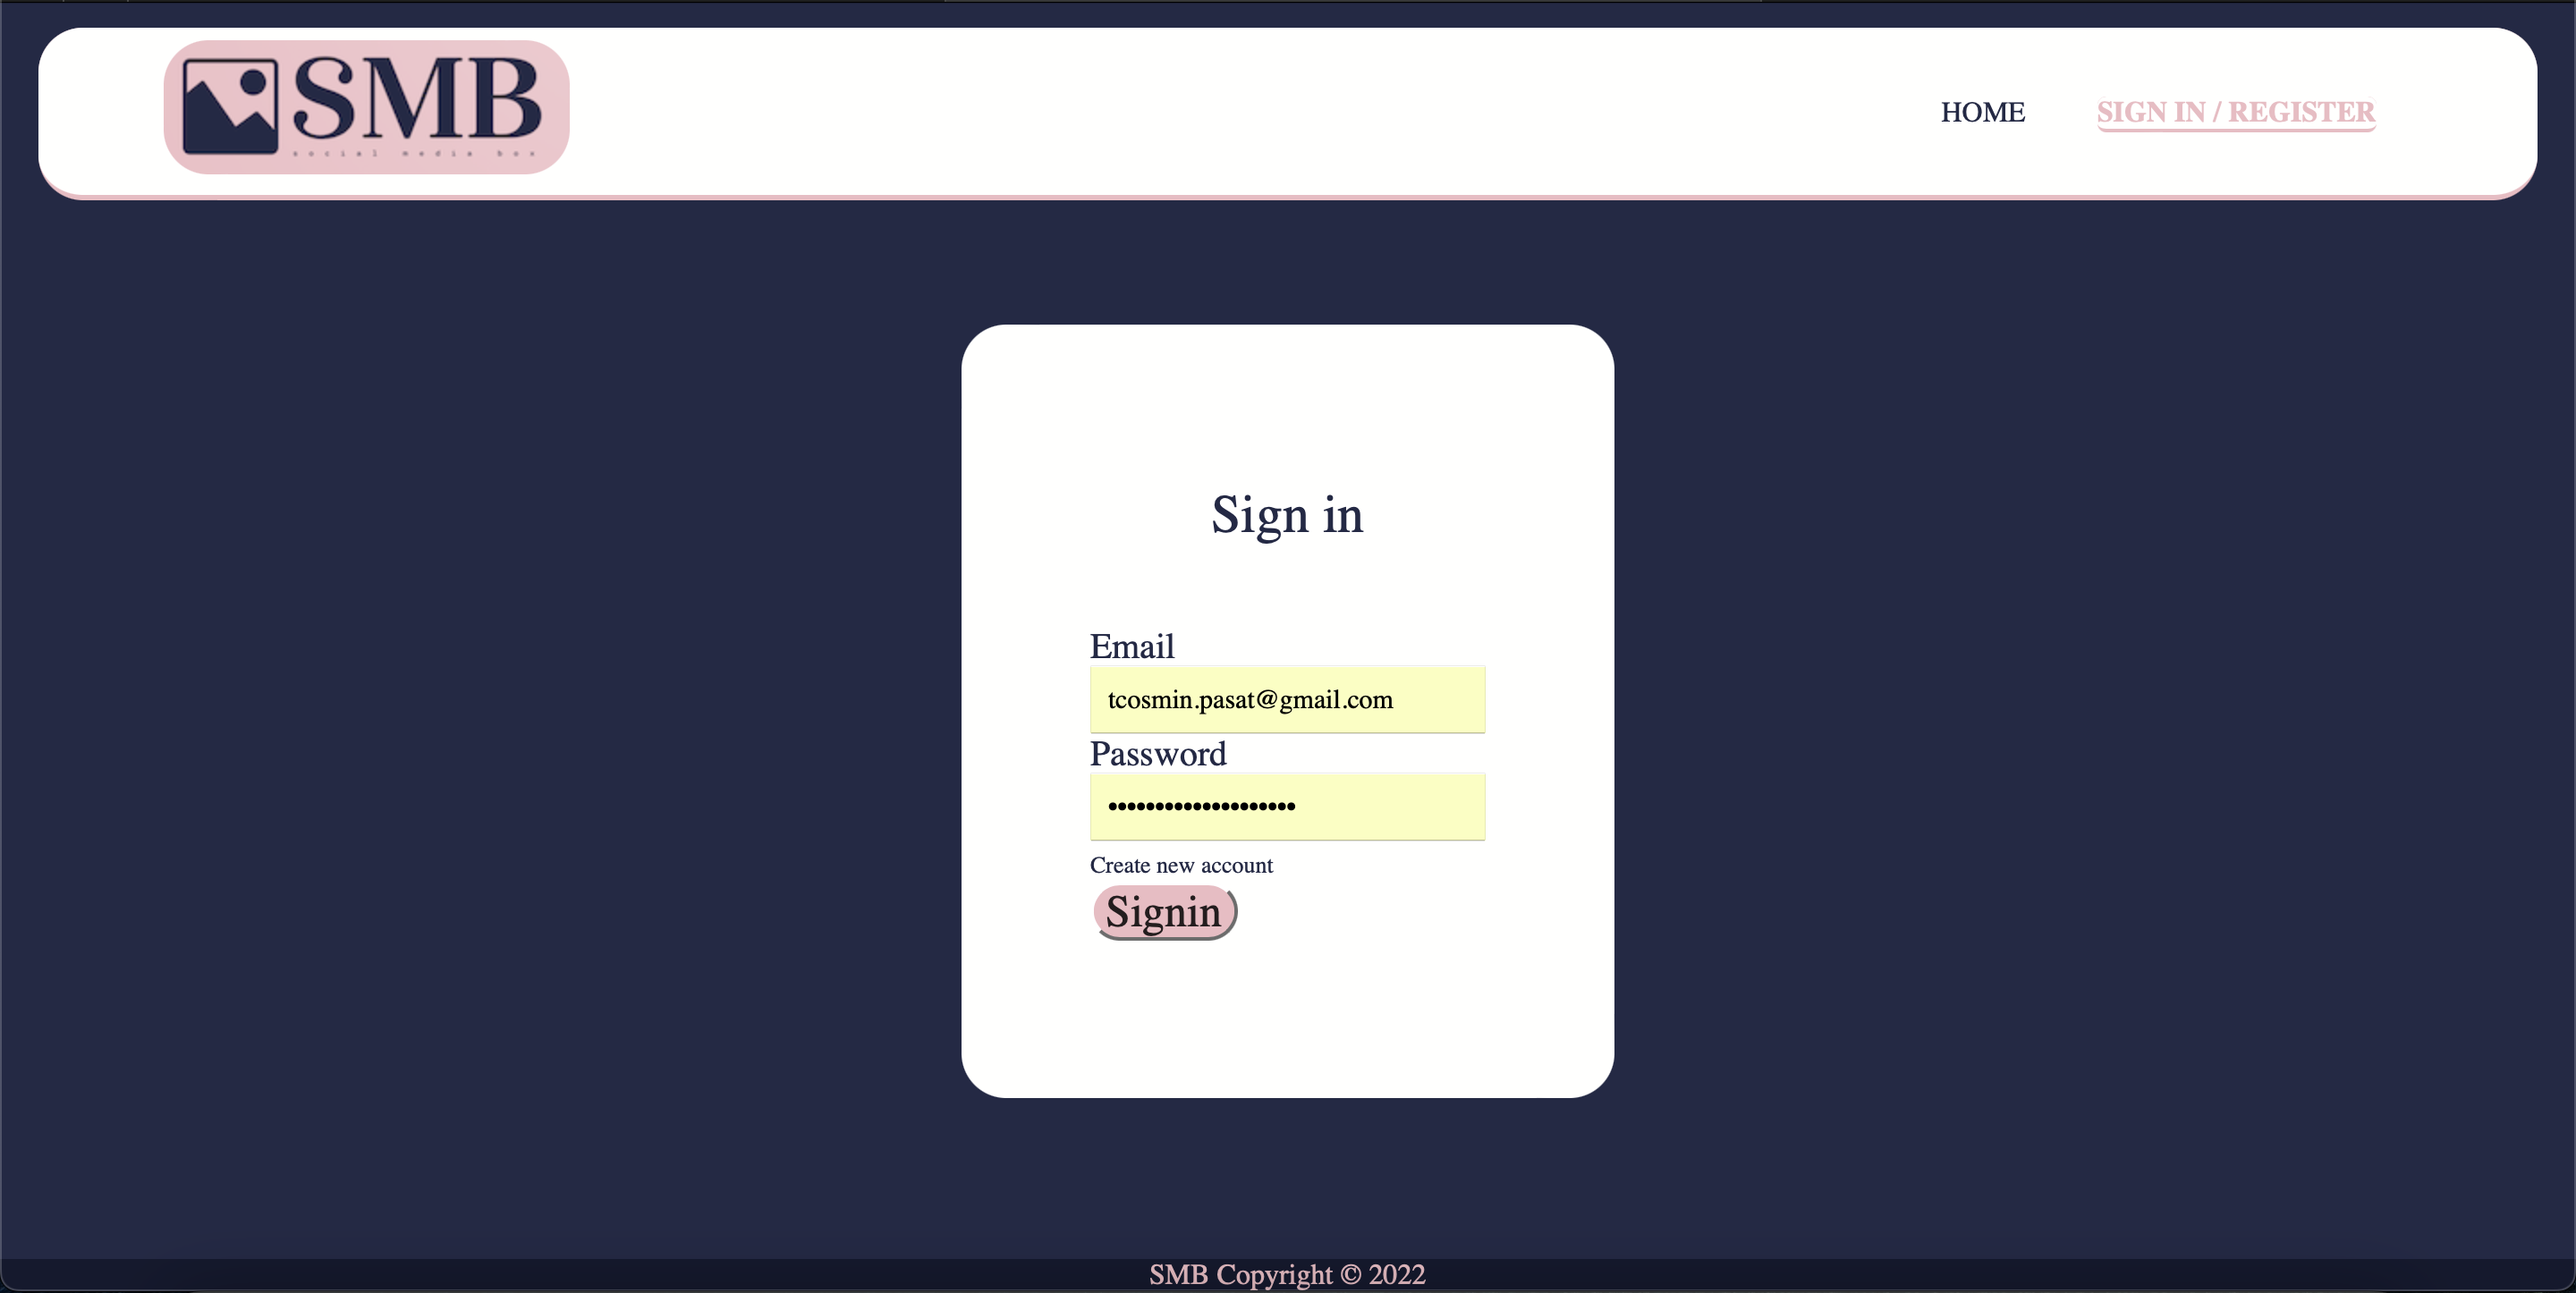 SMB
social media box
HOME
SIGN IN / REGISTER
Sign in
Email
tcosmin.pasat@gmail.com
Password
••••••••••••••••••••
Create new account
Signin
SMB Copyright © 2022